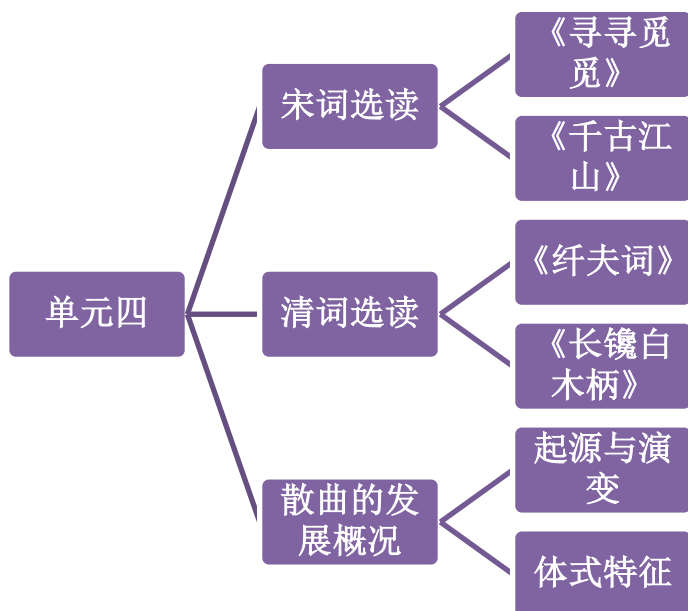 单元四
宋词选读
《寻寻觅
觅》
《千古江
山》
清词选读
《纤夫词》
《长镵白
木柄》
散曲的发
展概况
起源与演
变
体式特征